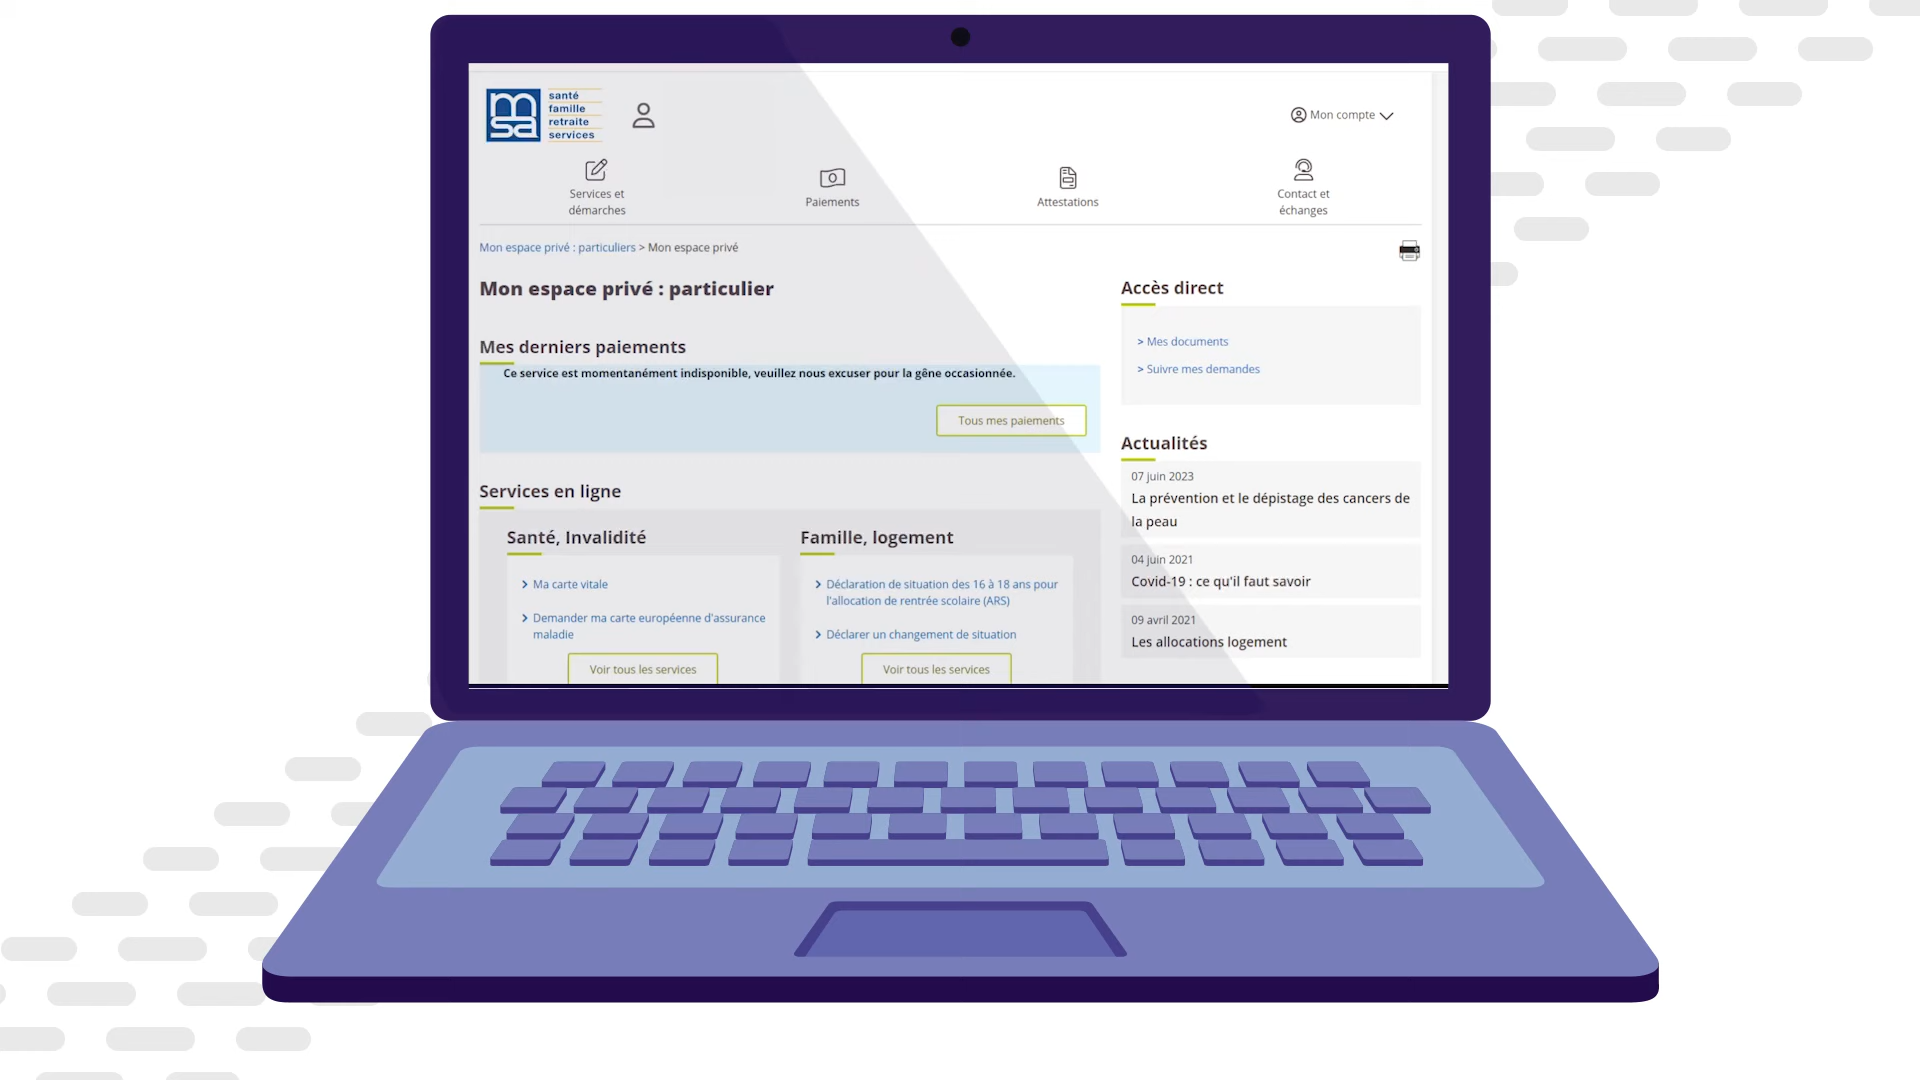 msa
santé
famille
retraite
services
Mon compte
Services et
démarches
Paiements
Attestations
Contact et
échanges
Mon espace privé : particuliers > Mon espace privé
Mon espace privé : particulier
Mes derniers paiements
Ce service est momentanément indisponible, veuillez nous excuser pour la gêne occasionnée.
Tous mes paiements
Services en ligne
Santé, Invalidité
> Ma carte vitale
> Demander ma carte européenne d'assurance
maladie
Voir tous les services
Famille, logement
> Déclaration de situation des 16 à 18 ans pour
l'allocation de rentrée scolaire (ARS)
> Déclarer un changement de situation
Voir tous les services
Accès direct
> Mes documents
> Suivre mes demandes
Actualités
07 juin 2023
La prévention et le dépistage des cancers de
la peau
04 juin 2021
Covid-19 : ce qu'il faut savoir
09 avril 2021
Les allocations logement